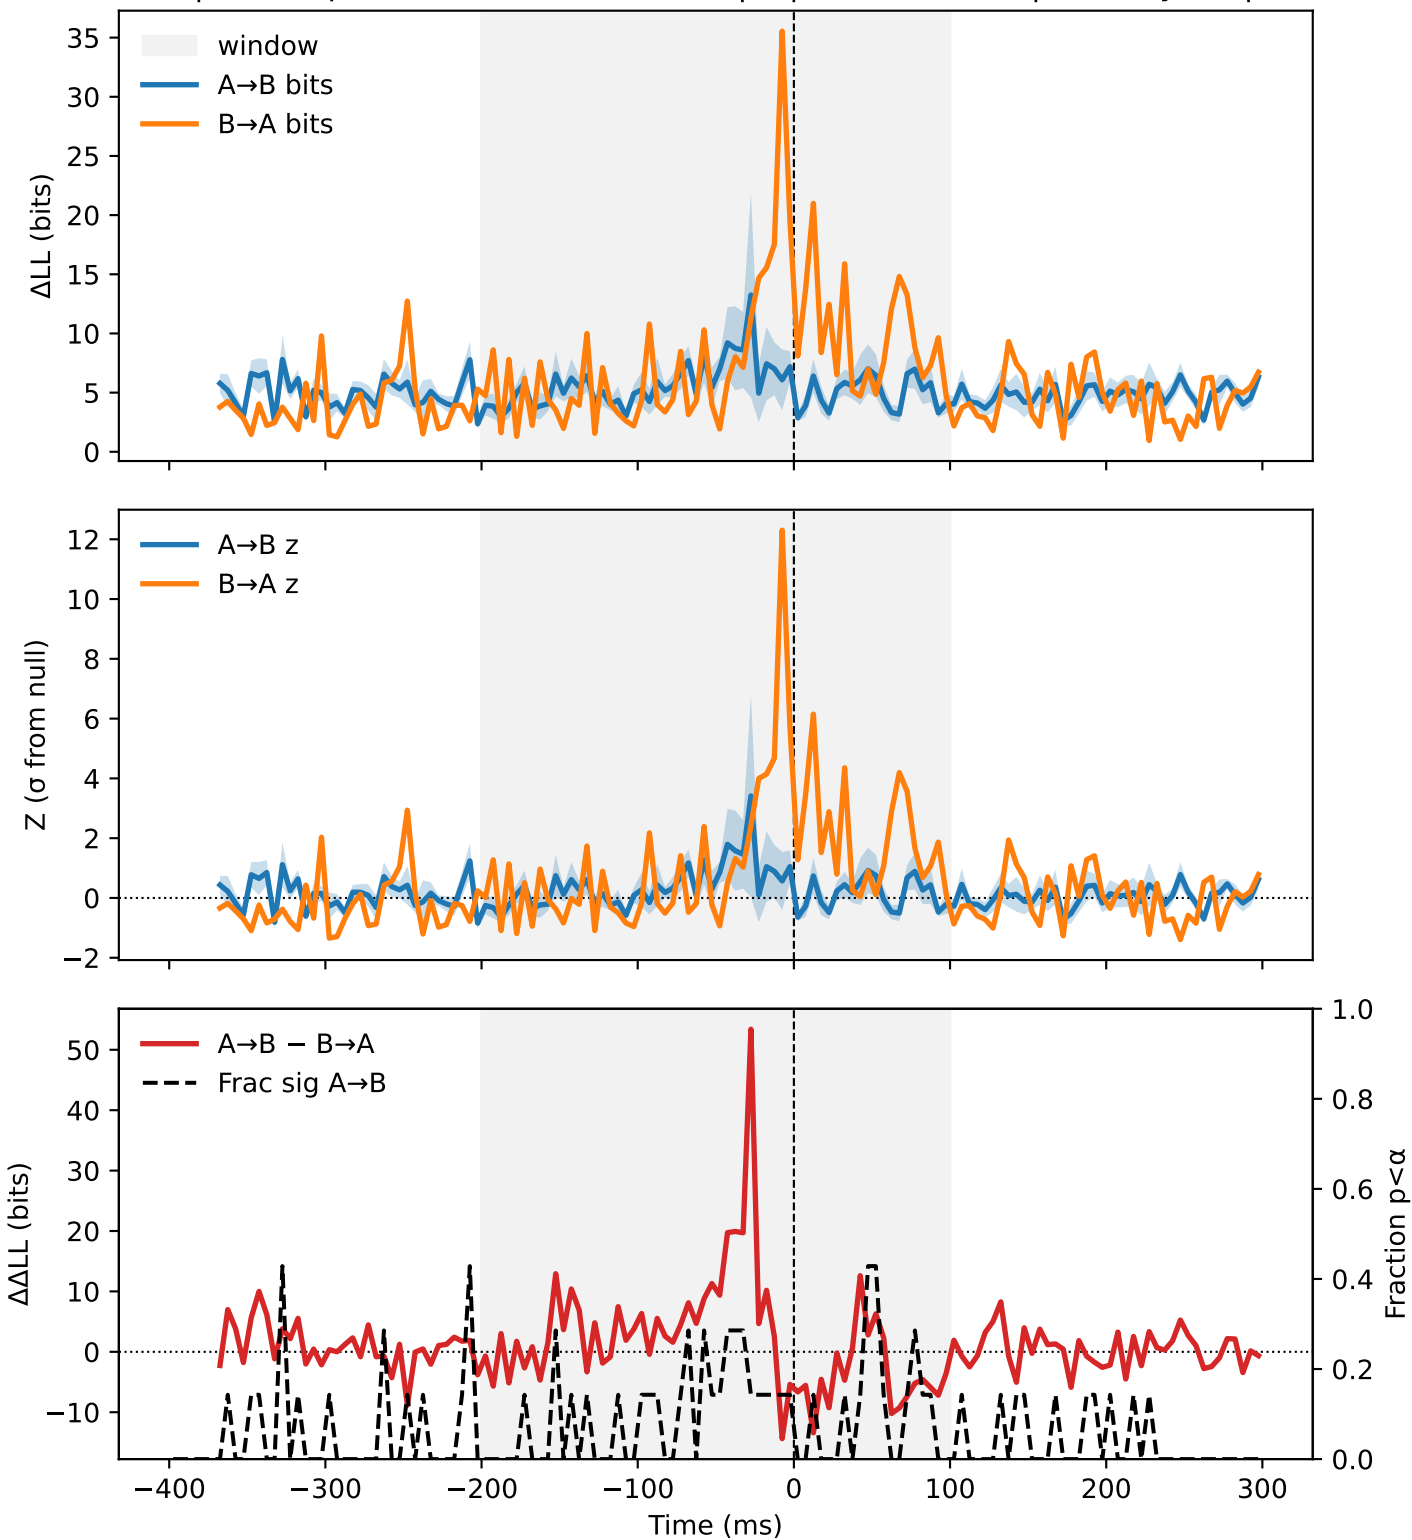 35
30
25
20
15
10
5
0
ΔLL (bits)
window
A→B bits
B→A bits
12
10
8
6
4
2
0
−2
Z (σ from null)
A→B z
B→A z
50
40
30
20
10
0
−10
ΔΔLL (bits)
A→B − B→A
Frac sig A→B
1.0
0.8
0.6
0.4
0.2
0.0
Fraction p<α
−400 −300 −200 −100 0 100 200 300
Time (ms)